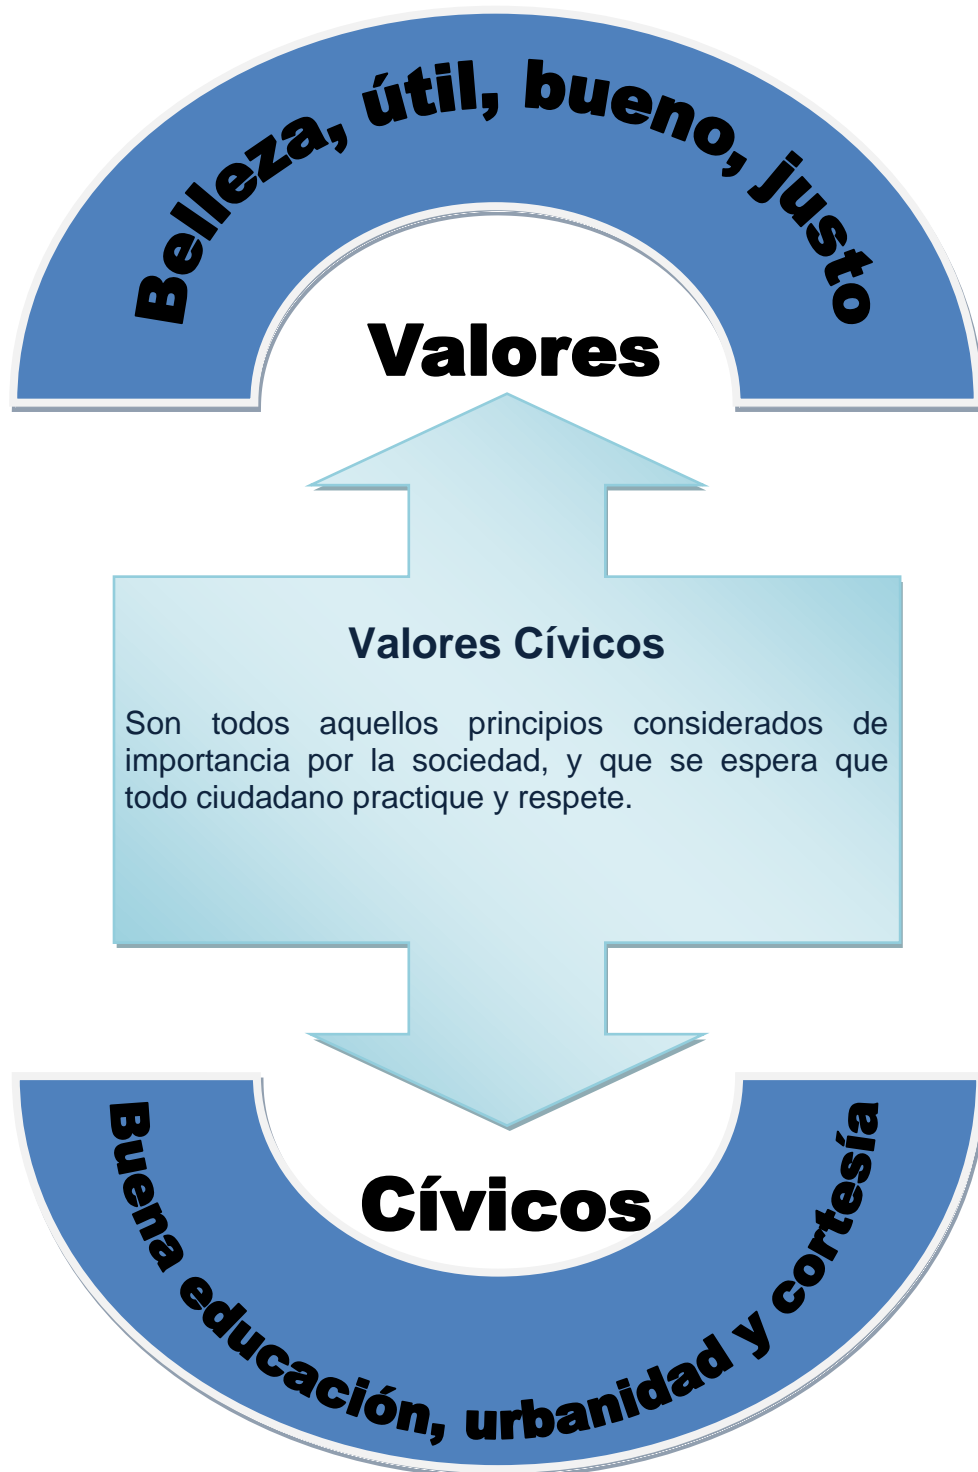 Belleza, útil, bueno, justo
Valores
Valores Cívicos
Son todos aquellos principios considerados de
importancia por la sociedad, y que se espera que
todo ciudadano practique y respete.
Cívicos
Buena educación, urbanidad y cortesía